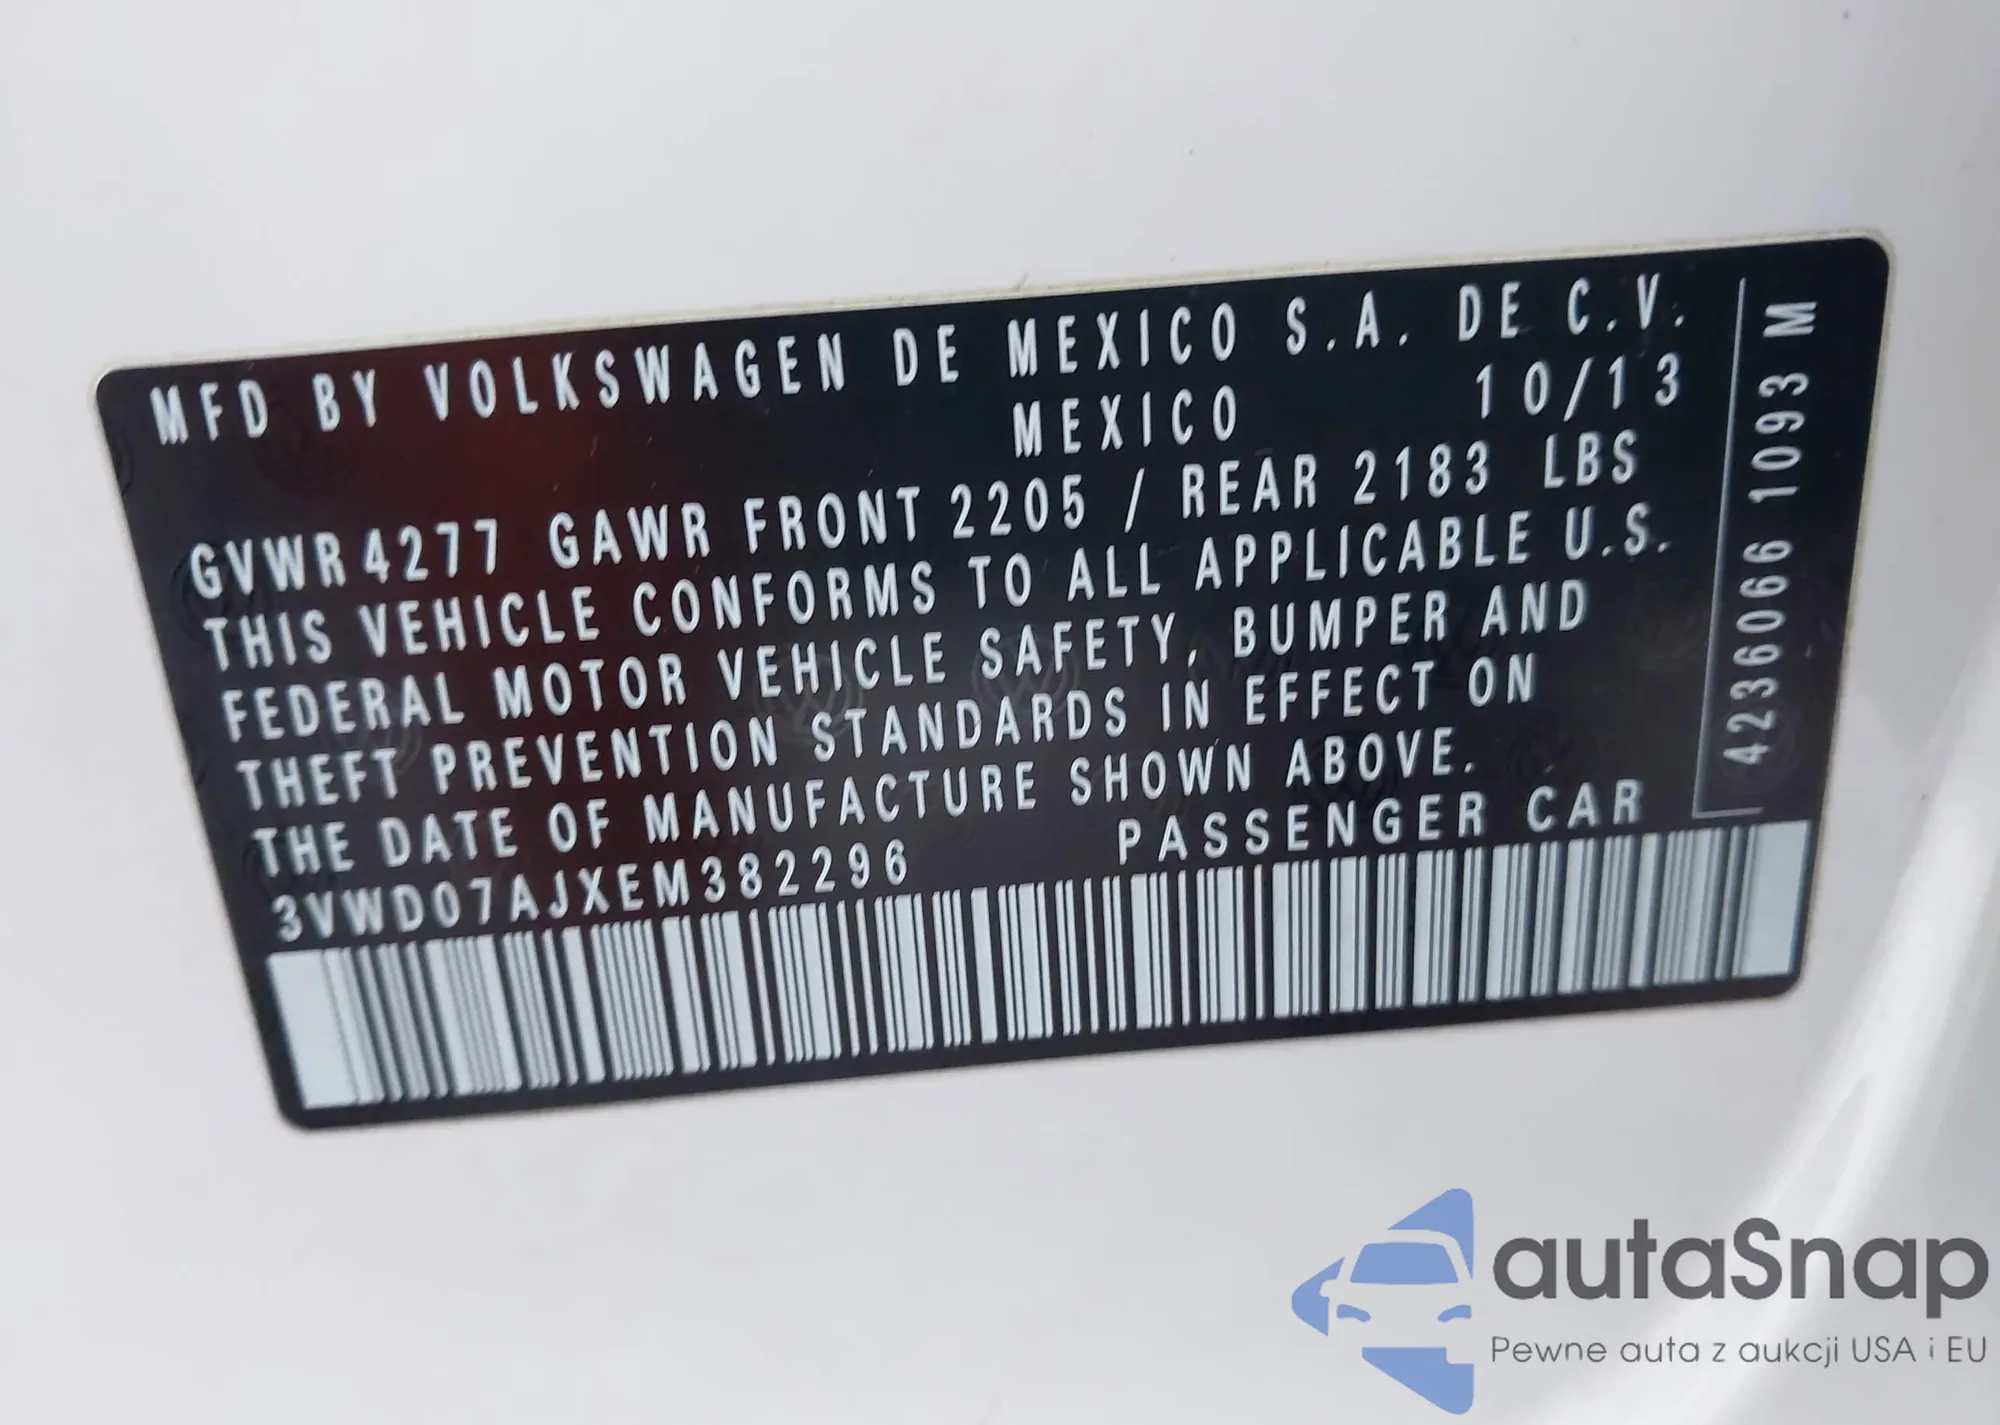 MFD BY VOLKSWAGEN DE MEXICO S.A. DE C.V.
MEXICO 10/13
GVWR 4277 GAWR FRONT 2205 / REAR 2183 LBS
THIS VEHICLE CONFORMS TO ALL APPLICABLE U.S.
FEDERAL MOTOR VEHICLE SAFETY, BUMPER AND
THEFT PREVENTION STANDARDS IN EFFECT ON
THE DATE OF MANUFACTURE SHOWN ABOVE.
3VWD07AJXEM382296 PASSENGER CAR
4236066 1093 M
autaSnap
Pewne auta z aukcji USA i EU